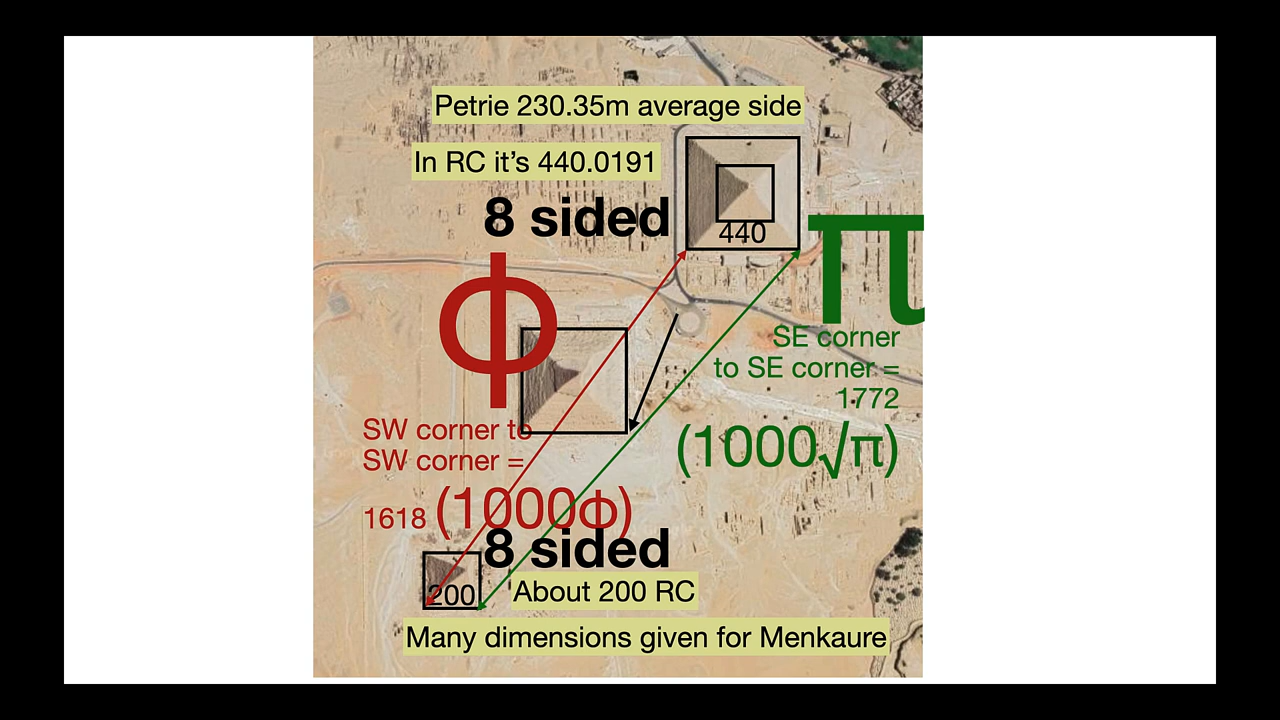 Petrie 230.35m average side
In RC it's 440.0191
8 sided
440
π
ϕ
SE corner
to SE corner =
1772
(1000√π)
SW corner to
SW corner =
1618 (1000ϕ)
8 sided
200
About 200 RC
Many dimensions given for Menkaure